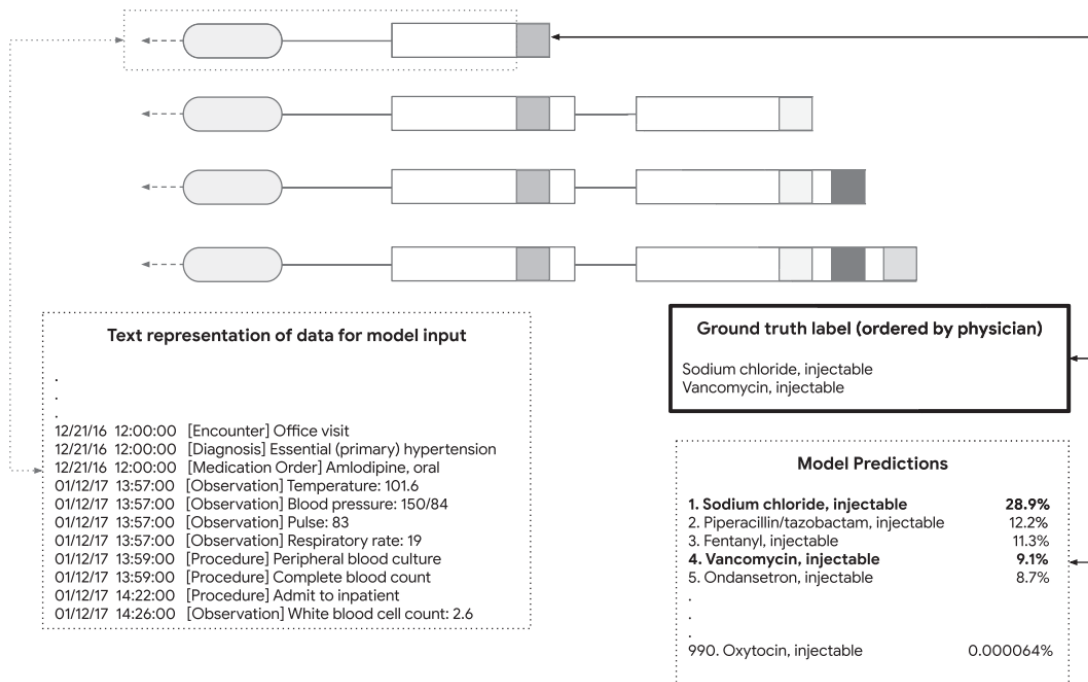 Text representation of data for model input
.
.
.
12/21/16 12:00:00 [Encounter] Office visit
12/21/16 12:00:00 [Diagnosis] Essential (primary) hypertension
12/21/16 12:00:00 [Medication Order] Amlodipine, oral
01/12/17 13:57:00 [Observation] Temperature: 101.6
01/12/17 13:57:00 [Observation] Blood pressure: 150/84
01/12/17 13:57:00 [Observation] Pulse: 83
01/12/17 13:57:00 [Observation] Respiratory rate: 19
01/12/17 13:59:00 [Procedure] Peripheral blood culture
01/12/17 13:59:00 [Procedure] Complete blood count
01/12/17 14:22:00 [Procedure] Admit to inpatient
01/12/17 14:26:00 [Observation] White blood cell count: 2.6
Ground truth label (ordered by physician)
Sodium chloride, injectable
Vancomycin, injectable
Model Predictions
1. Sodium chloride, injectable 28.9%
2. Piperacillin/tazobactam, injectable 12.2%
3. Fentanyl, injectable 11.3%
4. Vancomycin, injectable 9.1%
5. Ondansetron, injectable 8.7%
.
.
.
990. Oxytocin, injectable 0.000064%